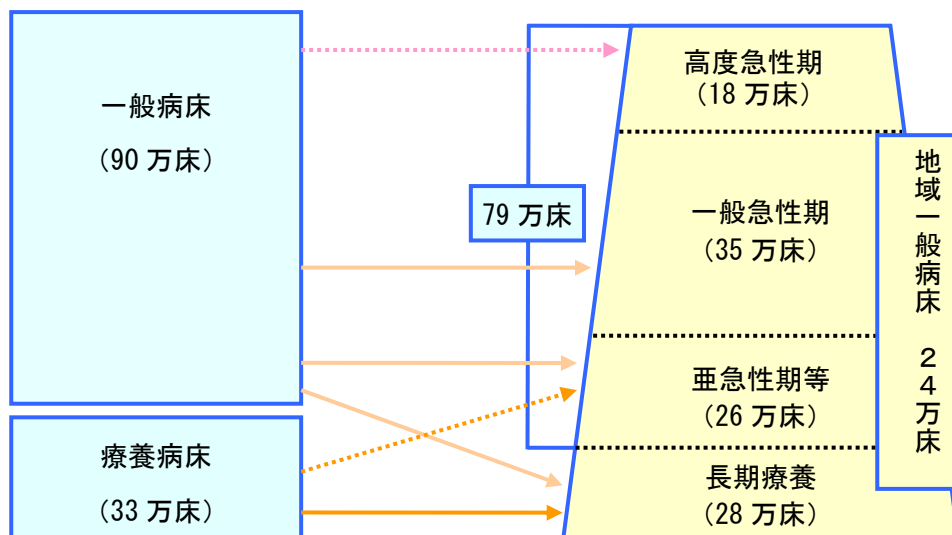 一般病床
（90 万床）
療養病床
（33 万床）
79 万床
高度急性期
（18 万床）
一般急性期
（35 万床）
亜急性期等
（26 万床）
長期療養
（28 万床）
地域一般病床　２４万床